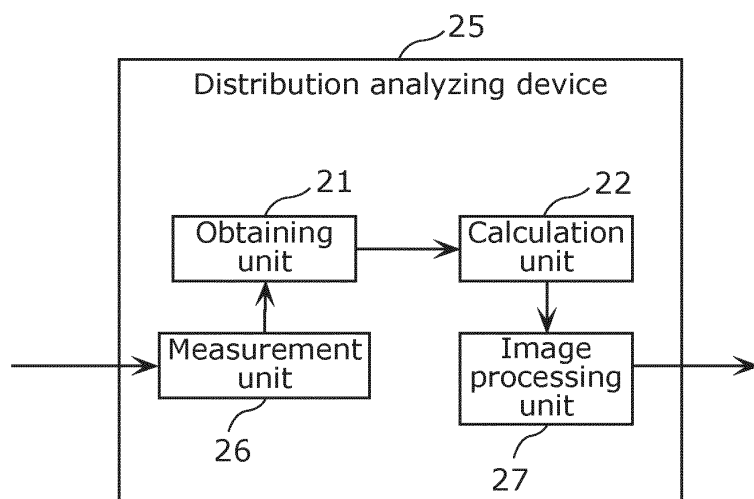 25
Distribution analyzing device
21
22
Obtaining
unit
Calculation
unit
Measurement
unit
Image
processing
unit
26
27